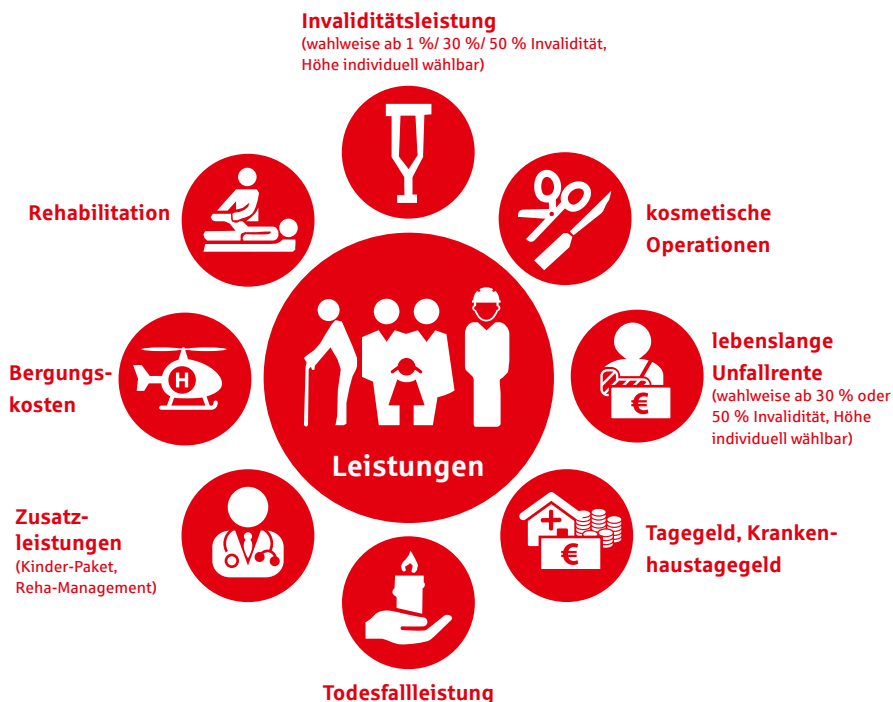 Invaliditätsleistung
(wahlweise ab 1 %/ 30 %/ 50 % Invalidität,
Höhe individuell wählbar)
kosmetische
Operationen
lebenslange
Unfallrente
(wahlweise ab 30 % oder
50 % Invalidität, Höhe
individuell wählbar)
€
Tagegeld, Kranken-
haustagegeld
€
Todesfallleistung
Zusatz-
leistungen
(Kinder-Paket,
Reha-Management)
Bergungs-
kosten
H
Rehabilitation
Leistungen